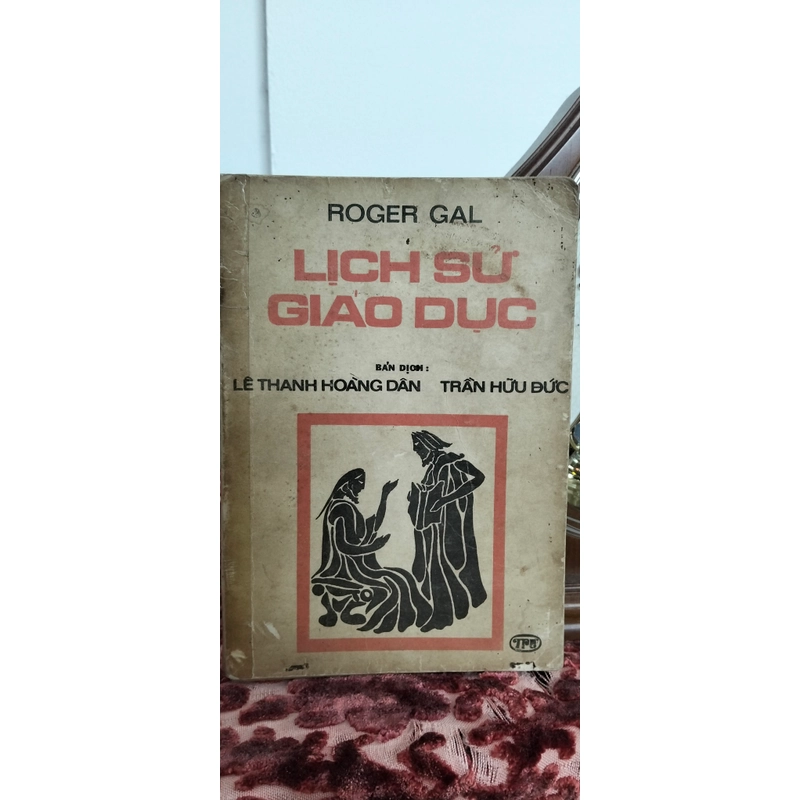 ROGER GAL
LỊCH SỬ
GIÁO DỤC
BẢN DỊCH :
LÊ THANH HOÀNG DÂN TRẦN HỮU ĐỨC